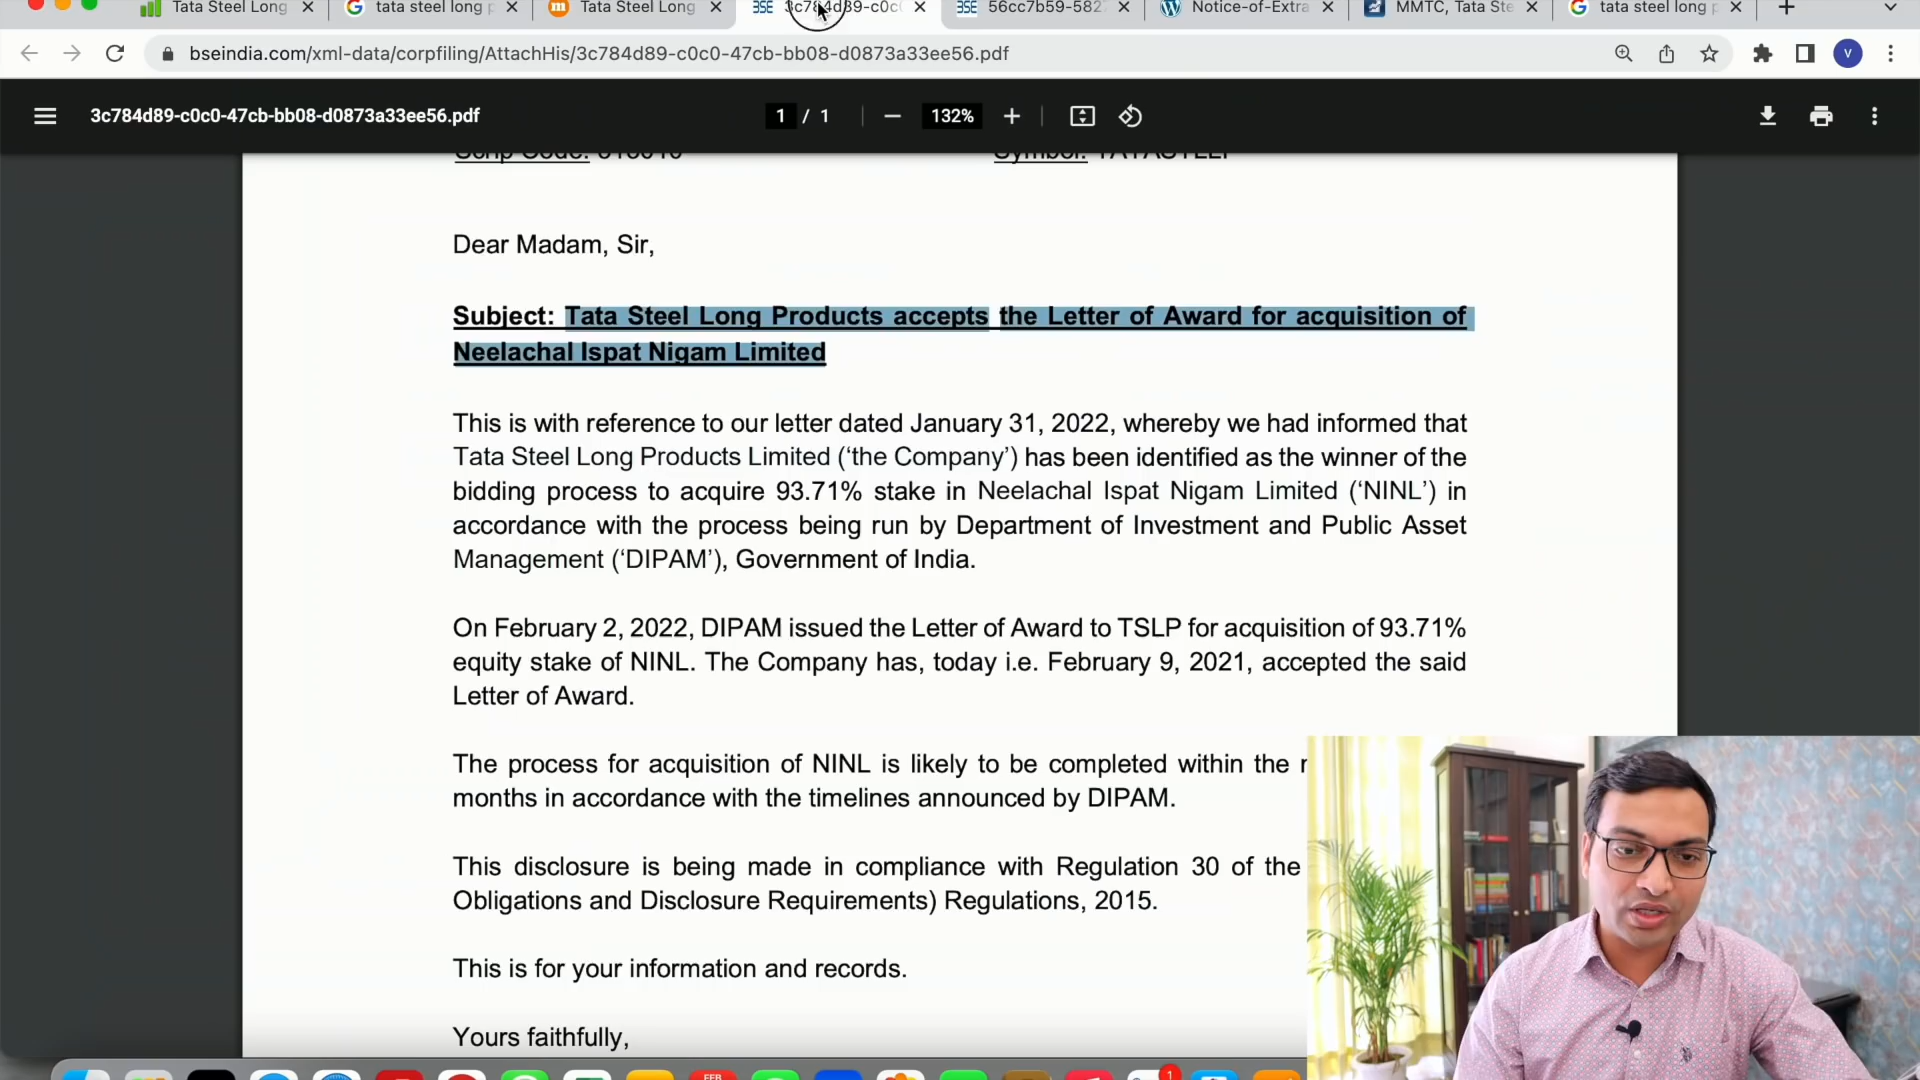 Tata Steel Long
tata steel long p
Tata Steel Long
3c784d89-c0c0
56cc7b59-582
Notice-of-Extra
MMTC, Tata Ste
tata steel long p
bseindia.com/xml-data/corpfiling/AttachHis/3c784d89-c0c0-47cb-bb08-d0873a33ee56.pdf
V
3c784d89-c0c0-47cb-bb08-d0873a33ee56.pdf
1 / 1
132%
Scrip Code:
Symbol:
Dear Madam, Sir,
Subject: Tata Steel Long Products accepts the Letter of Award for acquisition of
Neelachal Ispat Nigam Limited
This is with reference to our letter dated January 31, 2022, whereby we had informed that
Tata Steel Long Products Limited (‘the Company’) has been identified as the winner of the
bidding process to acquire 93.71% stake in Neelachal Ispat Nigam Limited (‘NINL’) in
accordance with the process being run by Department of Investment and Public Asset
Management (‘DIPAM’), Government of India.
On February 2, 2022, DIPAM issued the Letter of Award to TSLP for acquisition of 93.71%
equity stake of NINL. The Company has, today i.e. February 9, 2021, accepted the said
Letter of Award.
The process for acquisition of NINL is likely to be completed within the
months in accordance with the timelines announced by DIPAM.
This disclosure is being made in compliance with Regulation 30 of the
Obligations and Disclosure Requirements) Regulations, 2015.
This is for your information and records.
Yours faithfully,
FEB
1